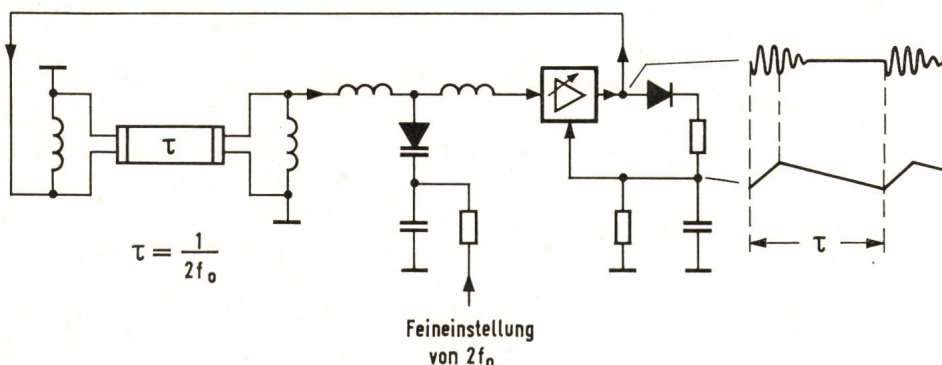 τ
τ = 1/2f₀
Feineinstellung
von 2f₀
τ